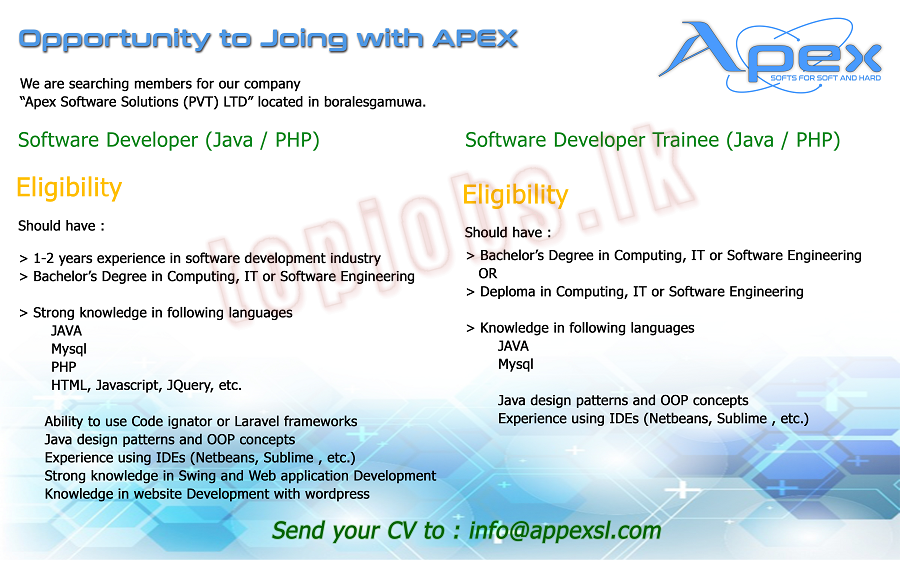 Opportunity to Joing with APEX
Apex
SOFTS FOR SOFT AND HARD
We are searching members for our company
“Apex Software Solutions (PVT) LTD” located in boralesgamuwa.
Software Developer (Java / PHP)
Eligibility
Should have :
> 1-2 years experience in software development industry
> Bachelor’s Degree in Computing, IT or Software Engineering
> Strong knowledge in following languages
JAVA
Mysql
PHP
HTML, Javascript, JQuery, etc.
Ability to use Code ignator or Laravel frameworks
Java design patterns and OOP concepts
Experience using IDEs (Netbeans, Sublime , etc.)
Strong knowledge in Swing and Web application Development
Knowledge in website Development with wordpress
Software Developer Trainee (Java / PHP)
Eligibility
Should have :
> Bachelor’s Degree in Computing, IT or Software Engineering
OR
> Deploma in Computing, IT or Software Engineering
> Knowledge in following languages
JAVA
Mysql
Java design patterns and OOP concepts
Experience using IDEs (Netbeans, Sublime , etc.)
topjobs.lk
Send your CV to : info@appexsl.com